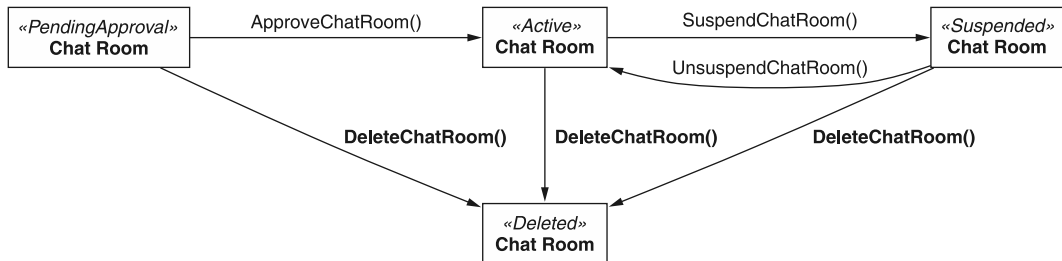 «PendingApproval»
Chat Room
ApproveChatRoom()
«Active»
Chat Room
SuspendChatRoom()
«Suspended»
Chat Room
UnsuspendChatRoom()
DeleteChatRoom()
DeleteChatRoom()
DeleteChatRoom()
«Deleted»
Chat Room